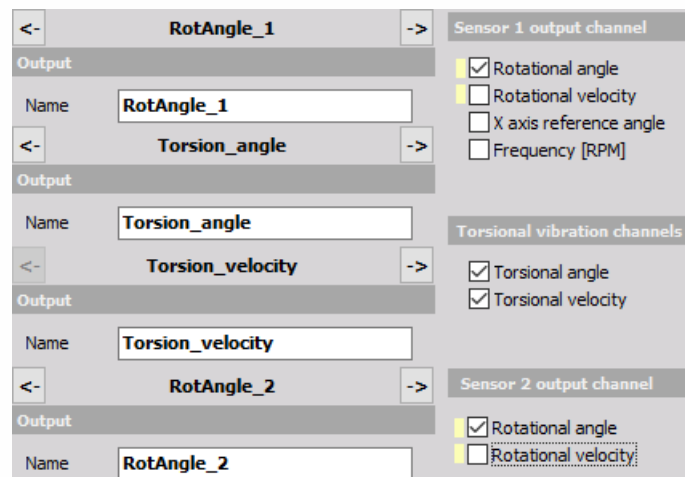 <- RotAngle_1 ->
Output
Name RotAngle_1
<- Torsion_angle ->
Output
Name Torsion_angle
<- Torsion_velocity ->
Output
Name Torsion_velocity
<- RotAngle_2 ->
Output
Name RotAngle_2
Sensor 1 output channel
Rotational angle
Rotational velocity
X axis reference angle
Frequency [RPM]
Torsional vibration channels
Torsional angle
Torsional velocity
Sensor 2 output channel
Rotational angle
Rotational velocity